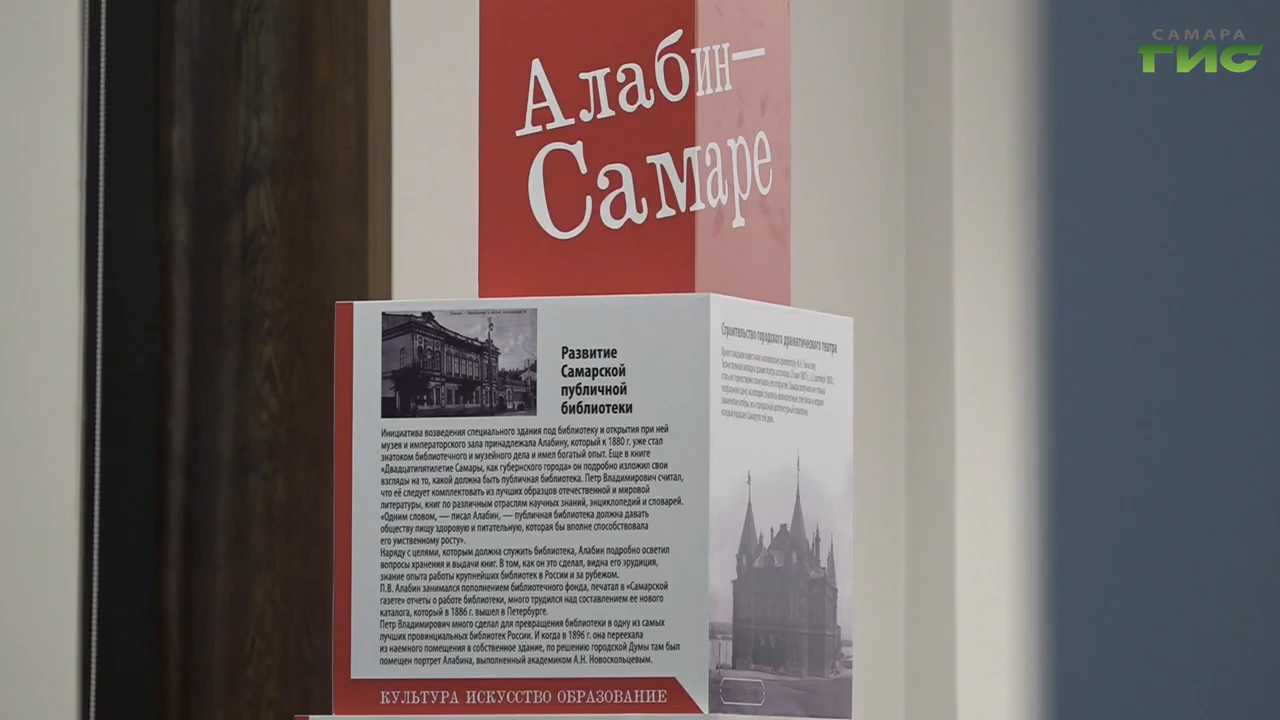 САМАРА
ГИС
Алабин—
Самаре
Развитие
Самарской
публичной
библиотеки
Инициатива возведения специального здания под библиотеку и открытия при ней
музея и императорского зала принадлежала Алабину, который к 1880 г. уже стал
знатоком библиотечного и музейного дела и имел богатый опыт. Еще в книге
«Двадцатипятилетие Самары, как губернского города» он подробно изложил свои
взгляды на то, какой должна быть публичная библиотека. Петр Владимирович считал,
что её следует комплектовать из лучших образцов отечественной и мировой
литературы, книг по различным отраслям научных знаний, энциклопедий и словарей.
«Одним словом, — писал Алабин, — публичная библиотека должна давать
обществу пищу здоровую и питательную, которая бы вполне способствовала
его умственному росту».
Наряду с целями, которым должна служить библиотека, Алабин подробно осветил
вопросы хранения и выдачи книг. В том, как он это сделал, видна его эрудиция,
знание опыта работы крупнейших библиотек в России и за рубежом.
П.В. Алабин занимался пополнением библиотечного фонда, печатал в «Самарской
газете» отчеты о работе библиотеки, много трудился над составлением ее нового
каталога, который в 1886 г. вышел в Петербурге.
Петр Владимирович много сделал для превращения библиотеки в одну из самых
лучших провинциальных библиотек России. И когда в 1896 г. она переехала
из наемного помещения в собственное здание, по решению городской Думы там был
помещен портрет Алабина, выполненный академиком А.Н. Новоскольцевым.
КУЛЬТУРА ИСКУССТВО ОБРАЗОВАНИЕ
Строительство городского драматического театра